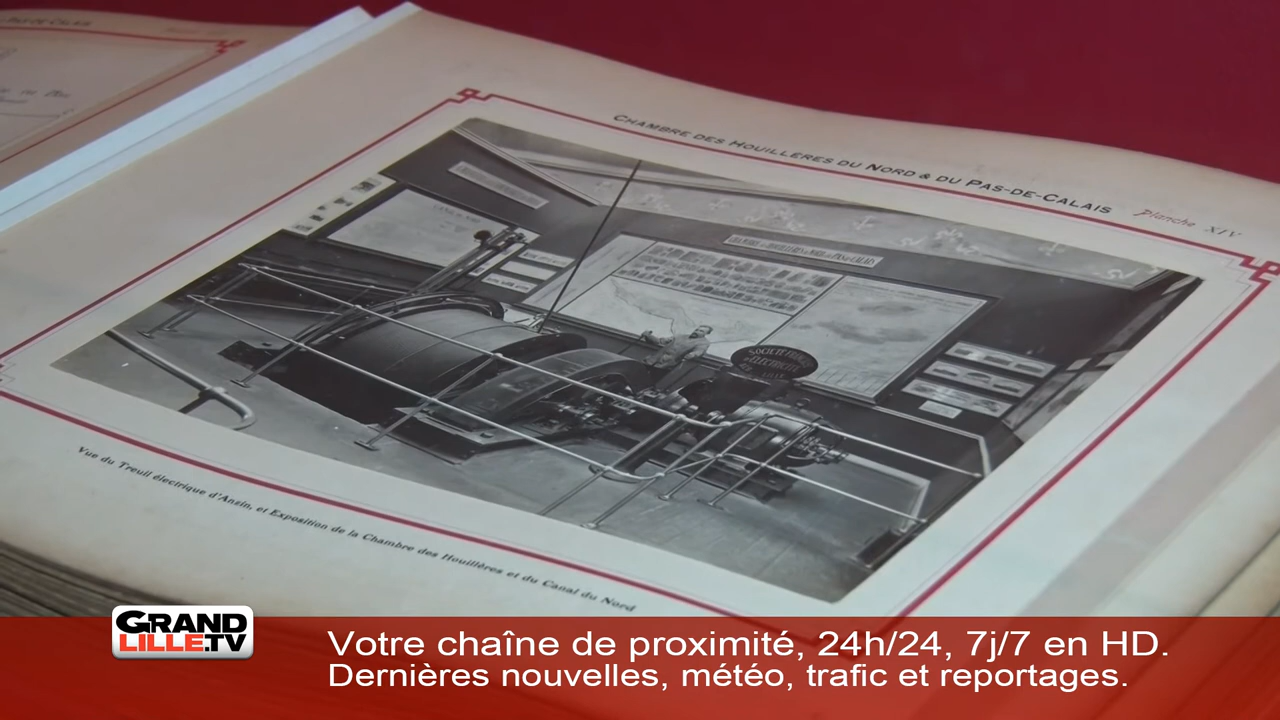 CHAMBRE DES HOUILLÈRES DU NORD & DU PAS-DE-CALAIS
Planche XIV
SOCIÉTÉ
D'ÉLECTRICITÉ
Vue du Treuil électrique d'Anzin, et Exposition de la Chambre des Houillères et du Canal du Nord
GRAND
LILLE.TV
Votre chaîne de proximité, 24h/24, 7j/7 en HD.
Dernières nouvelles, météo, trafic et reportages.